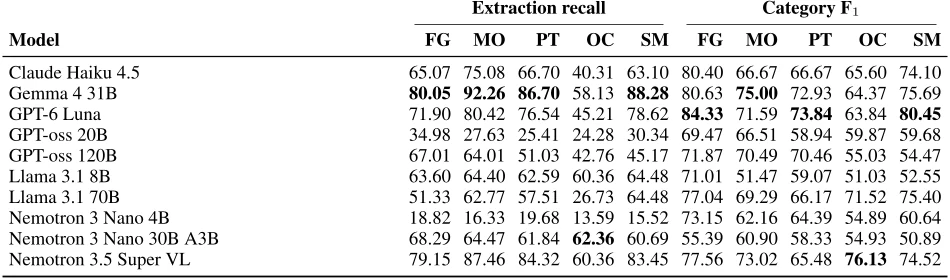 Extraction recall Category F1
Model FG MO PT OC SM FG MO PT OC SM
Claude Haiku 4.5 65.07 75.08 66.70 40.31 63.10 80.40 66.67 66.67 65.60 74.10
Gemma 4 31B 80.05 92.26 86.70 58.13 88.28 80.63 75.00 72.93 64.37 75.69
GPT-6 Luna 71.90 80.42 76.54 45.21 78.62 84.33 71.59 73.84 63.84 80.45
GPT-oss 20B 34.98 27.63 25.41 24.28 30.34 69.47 66.51 58.94 59.87 59.68
GPT-oss 120B 67.01 64.01 51.03 42.76 45.17 71.87 70.49 70.46 55.03 54.47
Llama 3.1 8B 63.60 64.40 62.59 60.36 64.48 71.01 51.47 59.07 51.03 52.55
Llama 3.1 70B 51.33 62.77 57.51 26.73 64.48 77.04 69.29 66.17 71.52 75.40
Nemotron 3 Nano 4B 18.82 16.33 19.68 13.59 15.52 73.15 62.16 64.39 54.89 60.64
Nemotron 3 Nano 30B A3B 68.29 64.47 61.84 62.36 60.69 55.39 60.90 58.33 54.93 50.89
Nemotron 3.5 Super VL 79.15 87.46 84.32 60.36 83.45 77.56 73.02 65.48 76.13 74.52